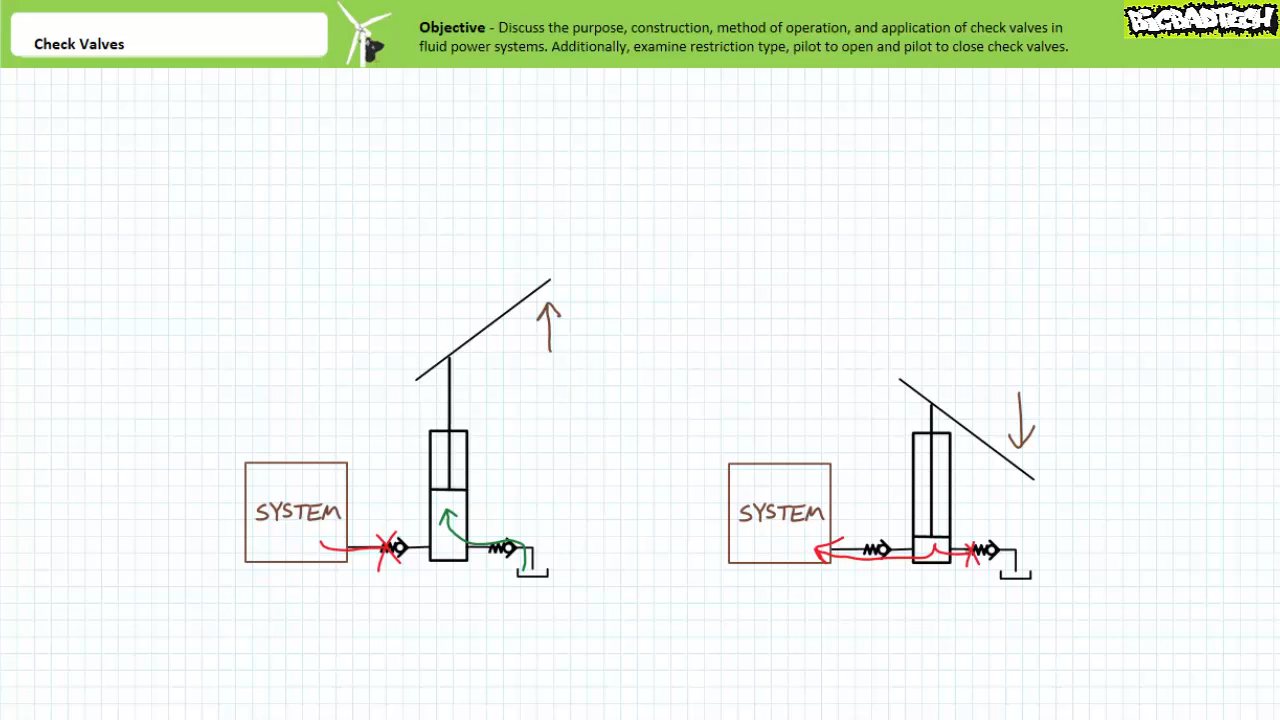 Check Valves
Objective - Discuss the purpose, construction, method of operation, and application of check valves in
fluid power systems. Additionally, examine restriction type, pilot to open and pilot to close check valves.
BIGBADTECH
SYSTEM
SYSTEM